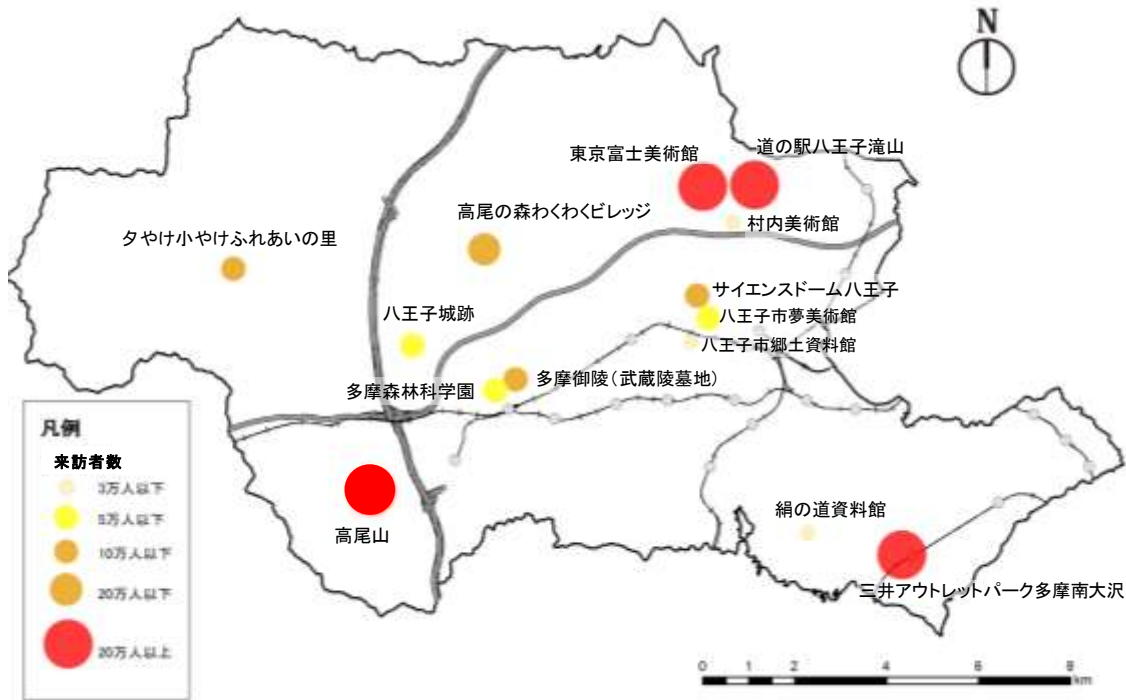 N
東京富士美術館
道の駅八王子滝山
高尾の森わくわくビレッジ
村内美術館
夕やけ小やけふれあいの里
サイエンスドーム八王子
八王子城跡
八王子市夢美術館
八王子市郷土資料館
多摩森林科学園
多摩御陵（武蔵陵墓地）
高尾山
絹の道資料館
三井アウトレットパーク多摩南大沢
凡例
来訪者数
3万人以下
5万人以下
10万人以下
20万人以下
20万人以上
0 1 2 4 6 8 km